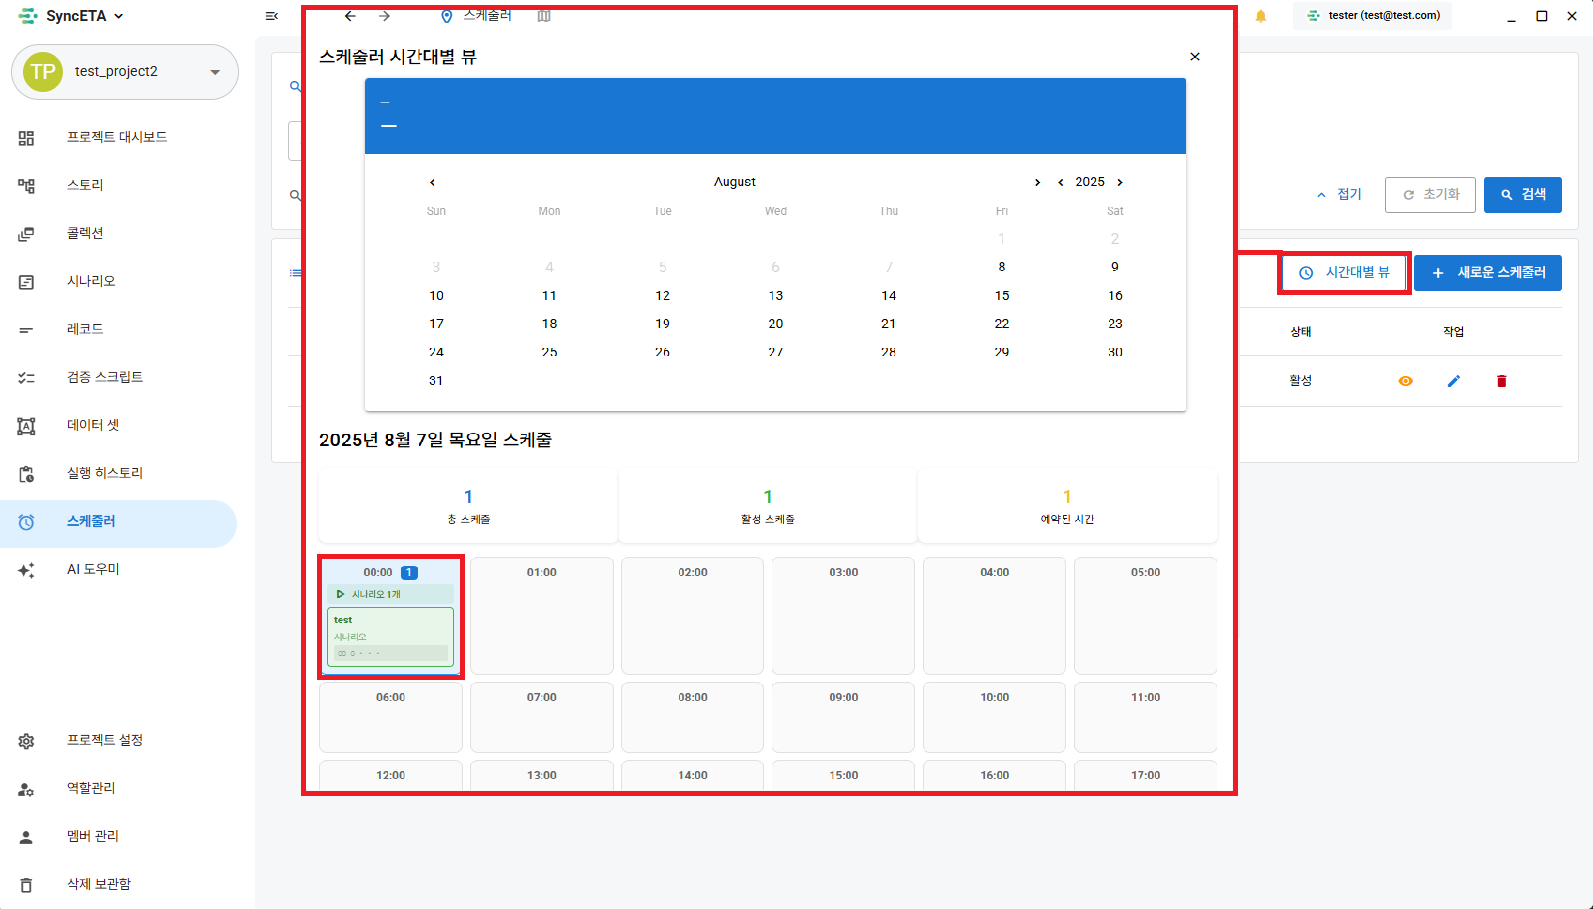 SyncETA
스케줄러
tester (test@test.com)
TP
test_project2
프로젝트 대시보드
스토리
콜렉션
시나리오
레코드
검증 스크립트
데이터 셋
실행 히스토리
스케줄러
AI 도우미
프로젝트 설정
역할관리
멤버 관리
삭제 보관함
스케줄러 시간대별 뷰
August
2025
Sun Mon Tue Wed Thu Fri Sat
1 2
3 4 5 6 7 8 9
10 11 12 13 14 15 16
17 18 19 20 21 22 23
24 25 26 27 28 29 30
31
2025년 8월 7일 목요일 스케줄
1
총 스케줄
1
활성 스케줄
1
예약된 시간
00:00 1
시나리오 1개
test
시나리오
01:00
02:00
03:00
04:00
05:00
06:00
07:00
08:00
09:00
10:00
11:00
12:00
13:00
14:00
15:00
16:00
17:00
접기
초기화
검색
시간대별 뷰
새로운 스케줄러
상태
작업
활성